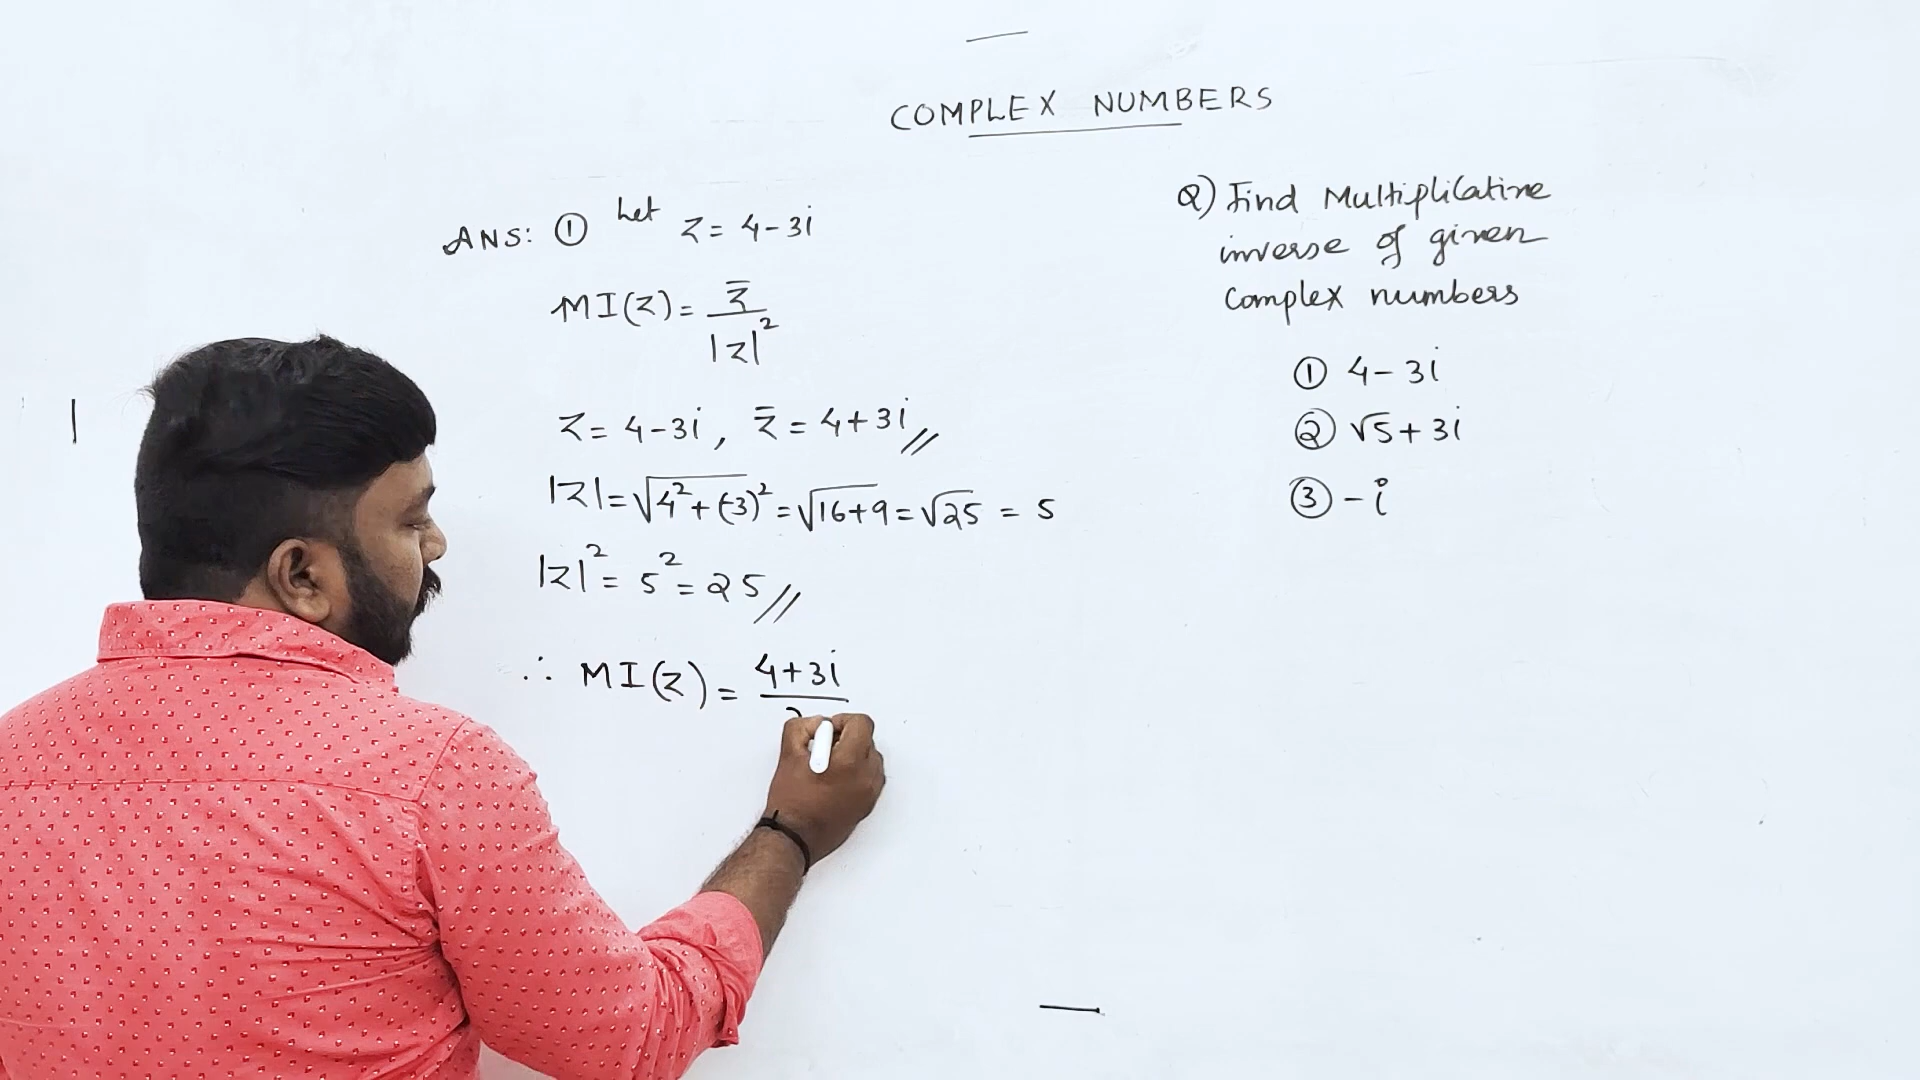 COMPLEX NUMBERS
Q) Find Multiplicative
inverse of given
complex numbers
① 4-3i
② √5+3i
③ -i
ANS: ① Let z = 4-3i
MI(z) = z̄ / |z|²
z = 4-3i, z̄ = 4+3i //
|z| = √4²+(-3)² = √16+9 = √25 = 5
|z|² = 5² = 25 //
∴ MI(z) = 4+3i /